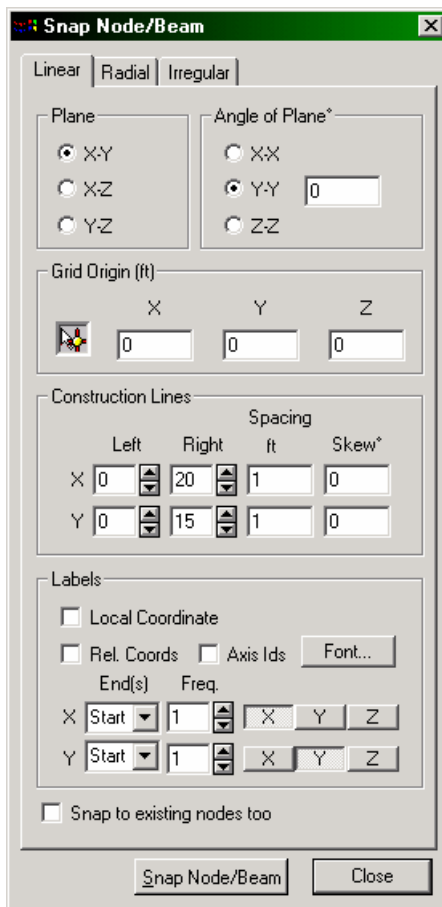 Snap Node/Beam
Linear Radial Irregular
Plane Angle of Plane°
X-Y X-X
X-Z Y-Y 0
Y-Z Z-Z
Grid Origin (ft)
X Y Z
0 0 0
Construction Lines
Spacing
Left Right ft Skew°
X 0 20 1 0
Y 0 15 1 0
Labels
Local Coordinate
Rel. Coords Axis Ids Font...
End(s) Freq.
X Start 1 X Y Z
Y Start 1 X Y Z
Snap to existing nodes too
Snap Node/Beam Close